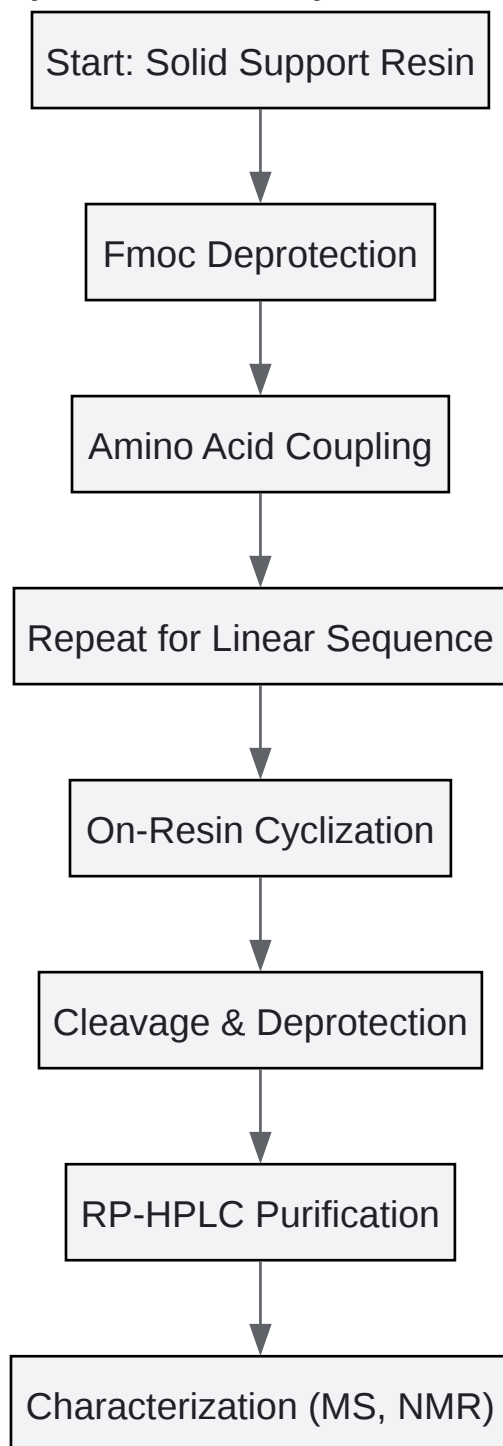 Start: Solid Support Resin
Fmoc Deprotection
Amino Acid Coupling
Repeat for Linear Sequence
On-Resin Cyclization
Cleavage & Deprotection
RP-HPLC Purification
Characterization (MS, NMR)